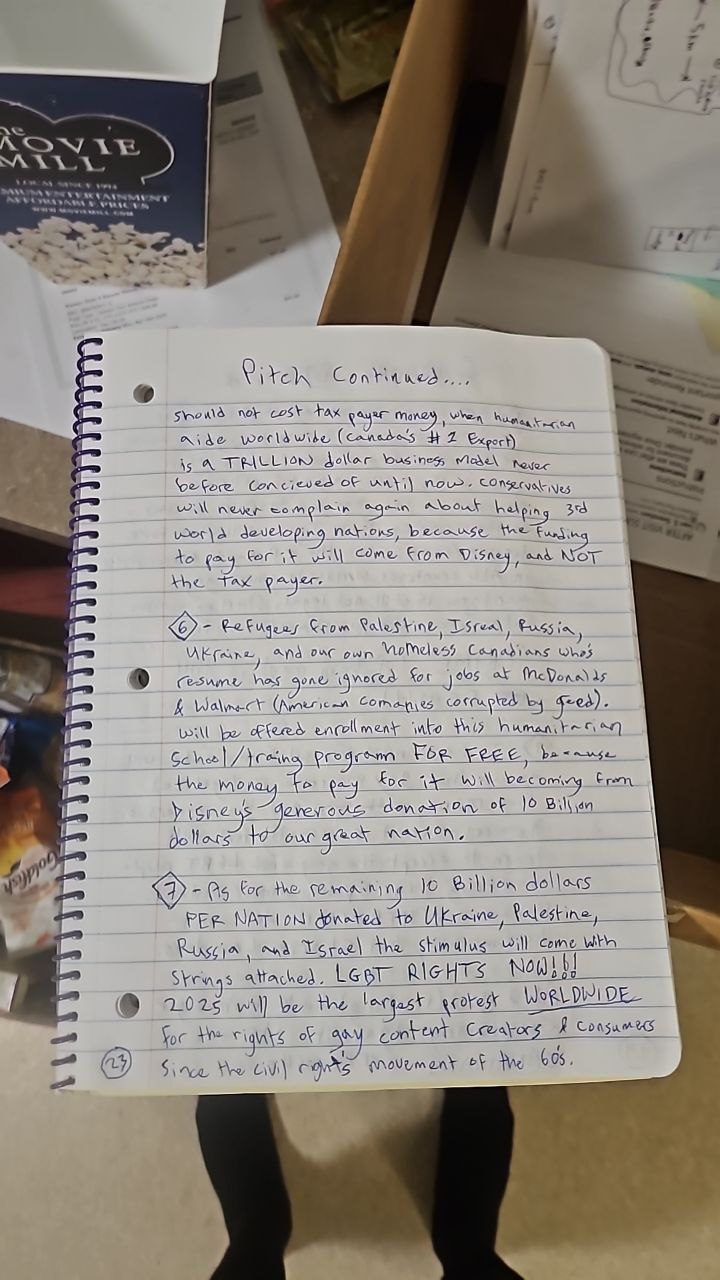 MOVIE
MILL
LOCAL SINCE 1994
AFFORDABLE PRICES
Pitch Continued....
should not cost tax payer money, when humanitarian
aide worldwide (Canada's #1 Export)
is a TRILLION dollar business model never
before concieved of until now. conservatives
will never complain again about helping 3rd
world developing nations, because the funding
to pay for it will come from Disney, and NOT
the tax payer.
6 - Refugees from Palestine, Isreal, Russia,
Ukraine, and our own homeless Canadians who's
resume has gone ignored for jobs at McDonalds
& Walmart (American comanies corrupted by greed).
will be offered enrollment into this humanitarian
School/traing program FOR FREE, because
the money to pay for it will becoming from
Disney's generous donation of 10 Billion
dollars to our great nation.
7 - As for the remaining 10 Billion dollars
PER NATION donated to Ukraine, Palestine,
Russia, and Israel the stimulus will come with
strings attached. LGBT RIGHTS NOW!!!
2025 will be the largest protest WORLDWIDE
for the rights of gay content creators & consumers
23 since the civil rights movement of the 60's.
Goldfish